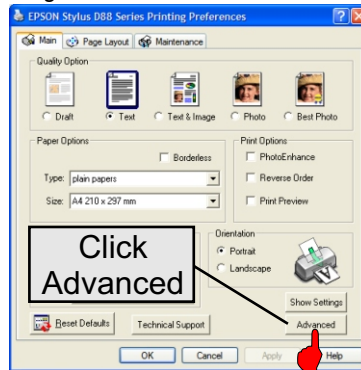 EPSON Stylus D88 Series Printing Preferences
Main Page Layout Maintenance
Quality Option
Draft Text Text & Image Photo Best Photo
Paper Options
Borderless
Type: plain papers
Size: A4 210 x 297 mm
Print Options
PhotoEnhance
Reverse Order
Print Preview
Orientation
Portrait
Landscape
Click
Advanced
Show Settings
Reset Defaults Technical Support Advanced
OK Cancel Apply Help